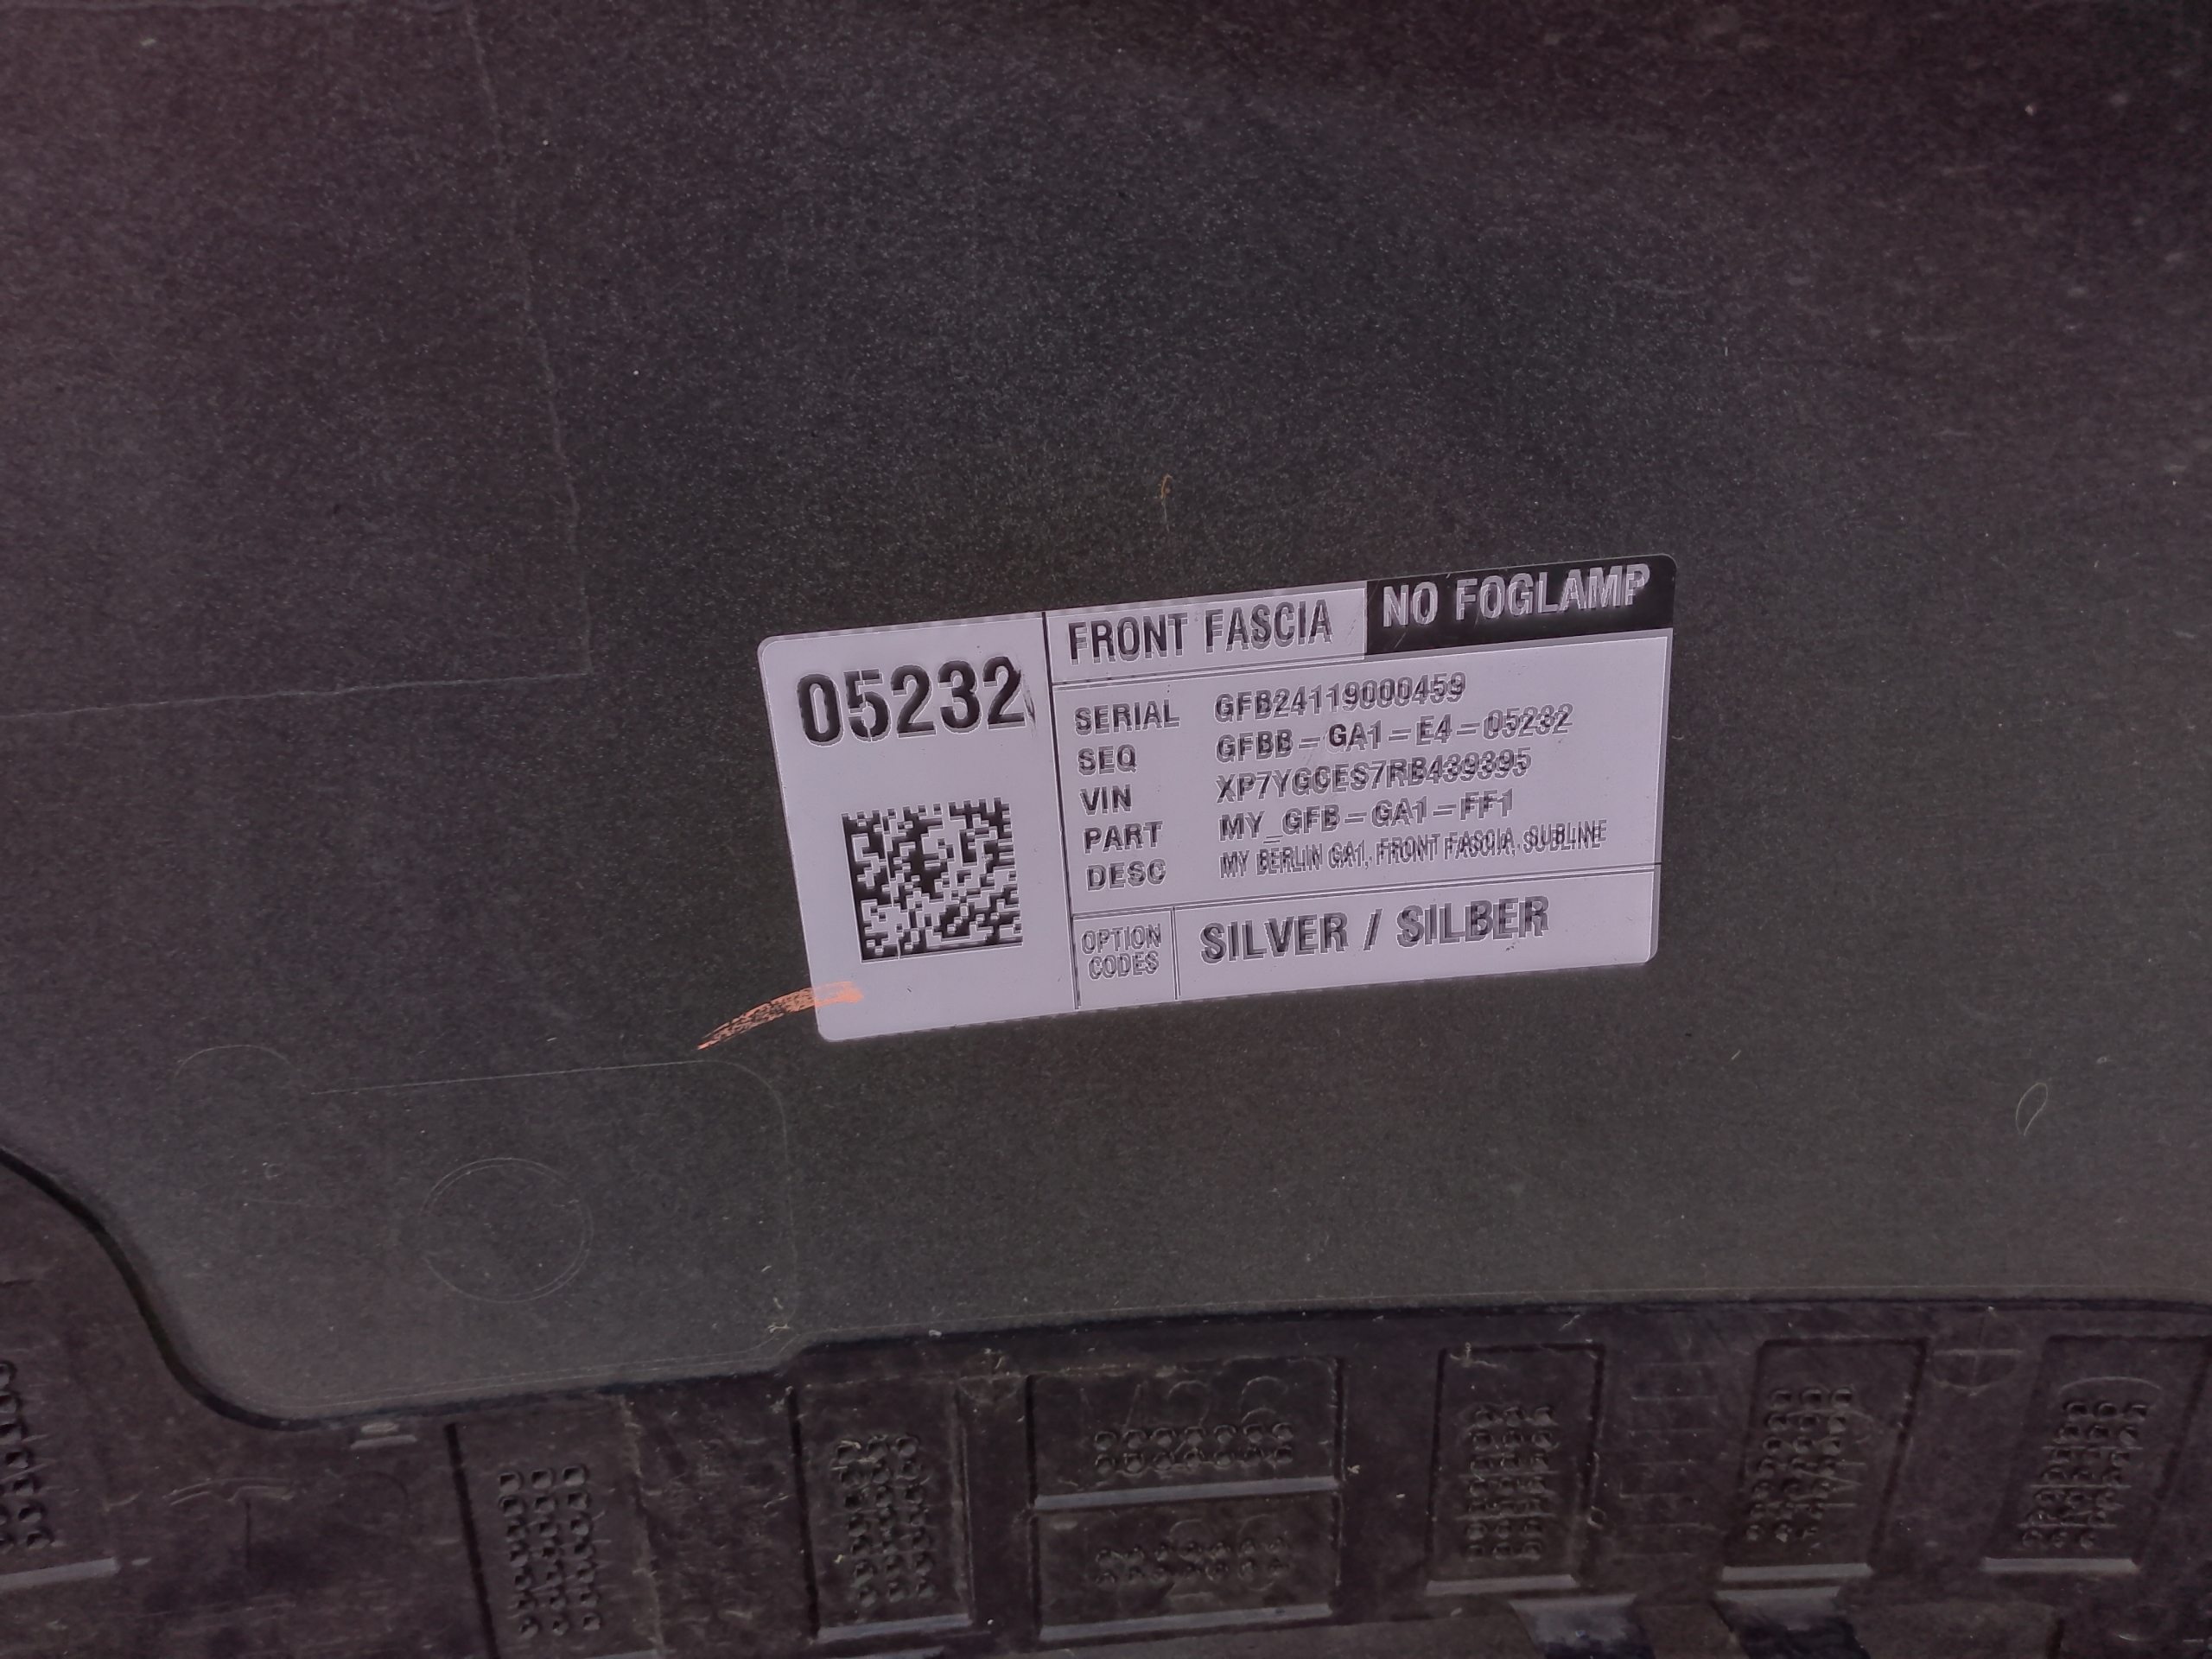 FRONT FASCIA NO FOGLAMP
05232
SERIAL GFB24119000459
SEQ GFBB-GA1-E4-05232
VIN XP7YGCES7RB439395
PART MY_GFB-GA1-FF1
DESC MY BERLIN GA1, FRONT FASCIA, SUBLINE
OPTION CODES SILVER / SILBER